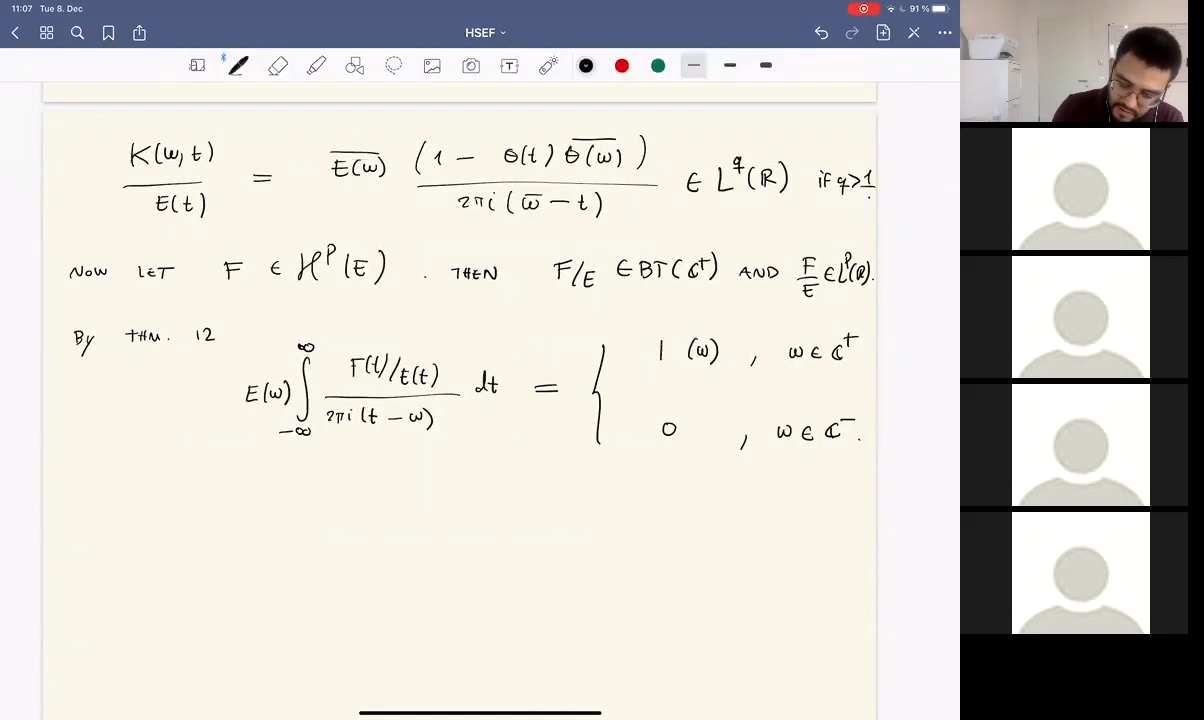 11:07 Tue 8. Dec 91 %
HSEF
K(w,t) / E(t) = \overline{E(w)} (1 − Θ(t) \overline{Θ(w)}) / 2πi(\overline{w} − t) ∈ L^q(ℝ) if q>1
NOW LET F ∈ H^p(E). THEN F/E ∈ BT(ℂ⁺) AND F/E ∈ L^p(ℝ).
By THM. 12
E(w) ∫_{-∞}^{∞} F(t)/E(t) / 2πi(t − w) dt = { | (w), w ∈ ℂ⁺
0, w ∈ ℂ⁻.